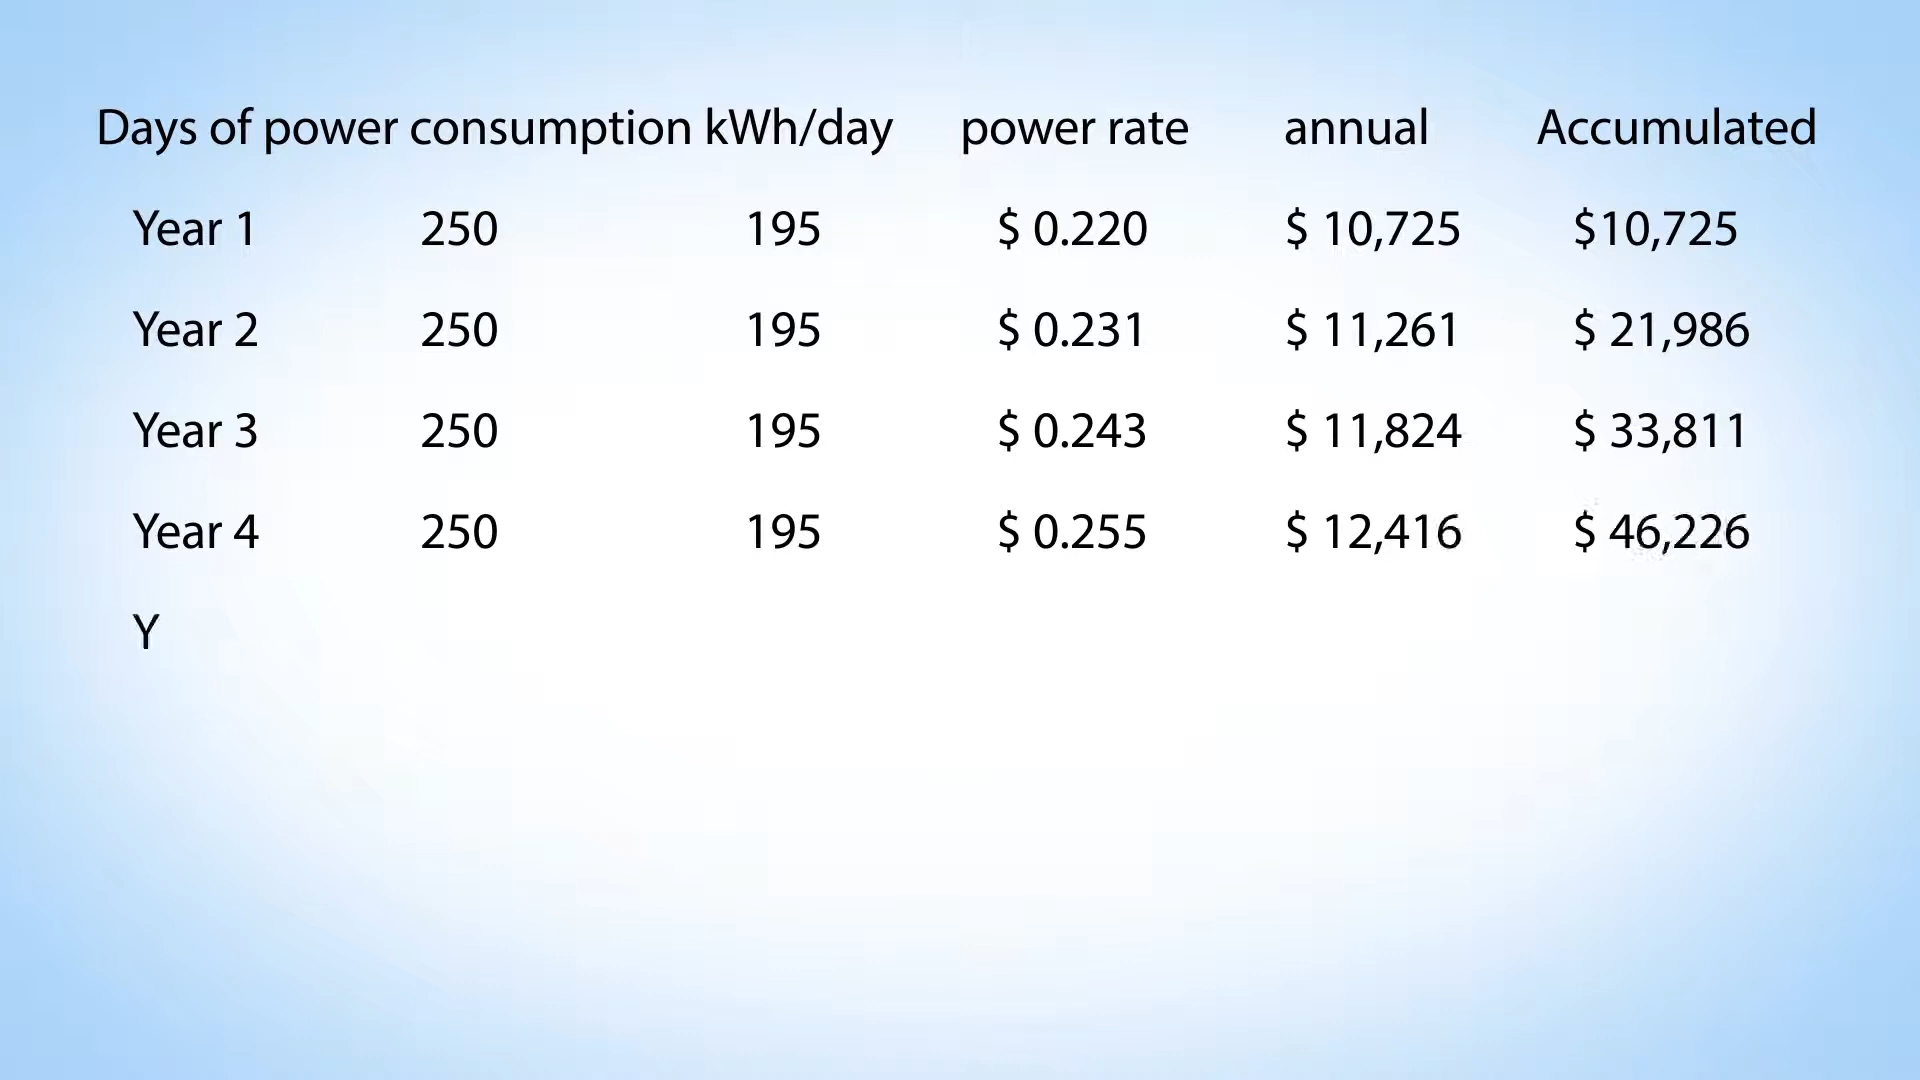 Days of power consumption kWh/day power rate annual Accumulated
Year 1 250 195 $ 0.220 $ 10,725 $10,725
Year 2 250 195 $ 0.231 $ 11,261 $ 21,986
Year 3 250 195 $ 0.243 $ 11,824 $ 33,811
Year 4 250 195 $ 0.255 $ 12,416 $ 46,226
Y